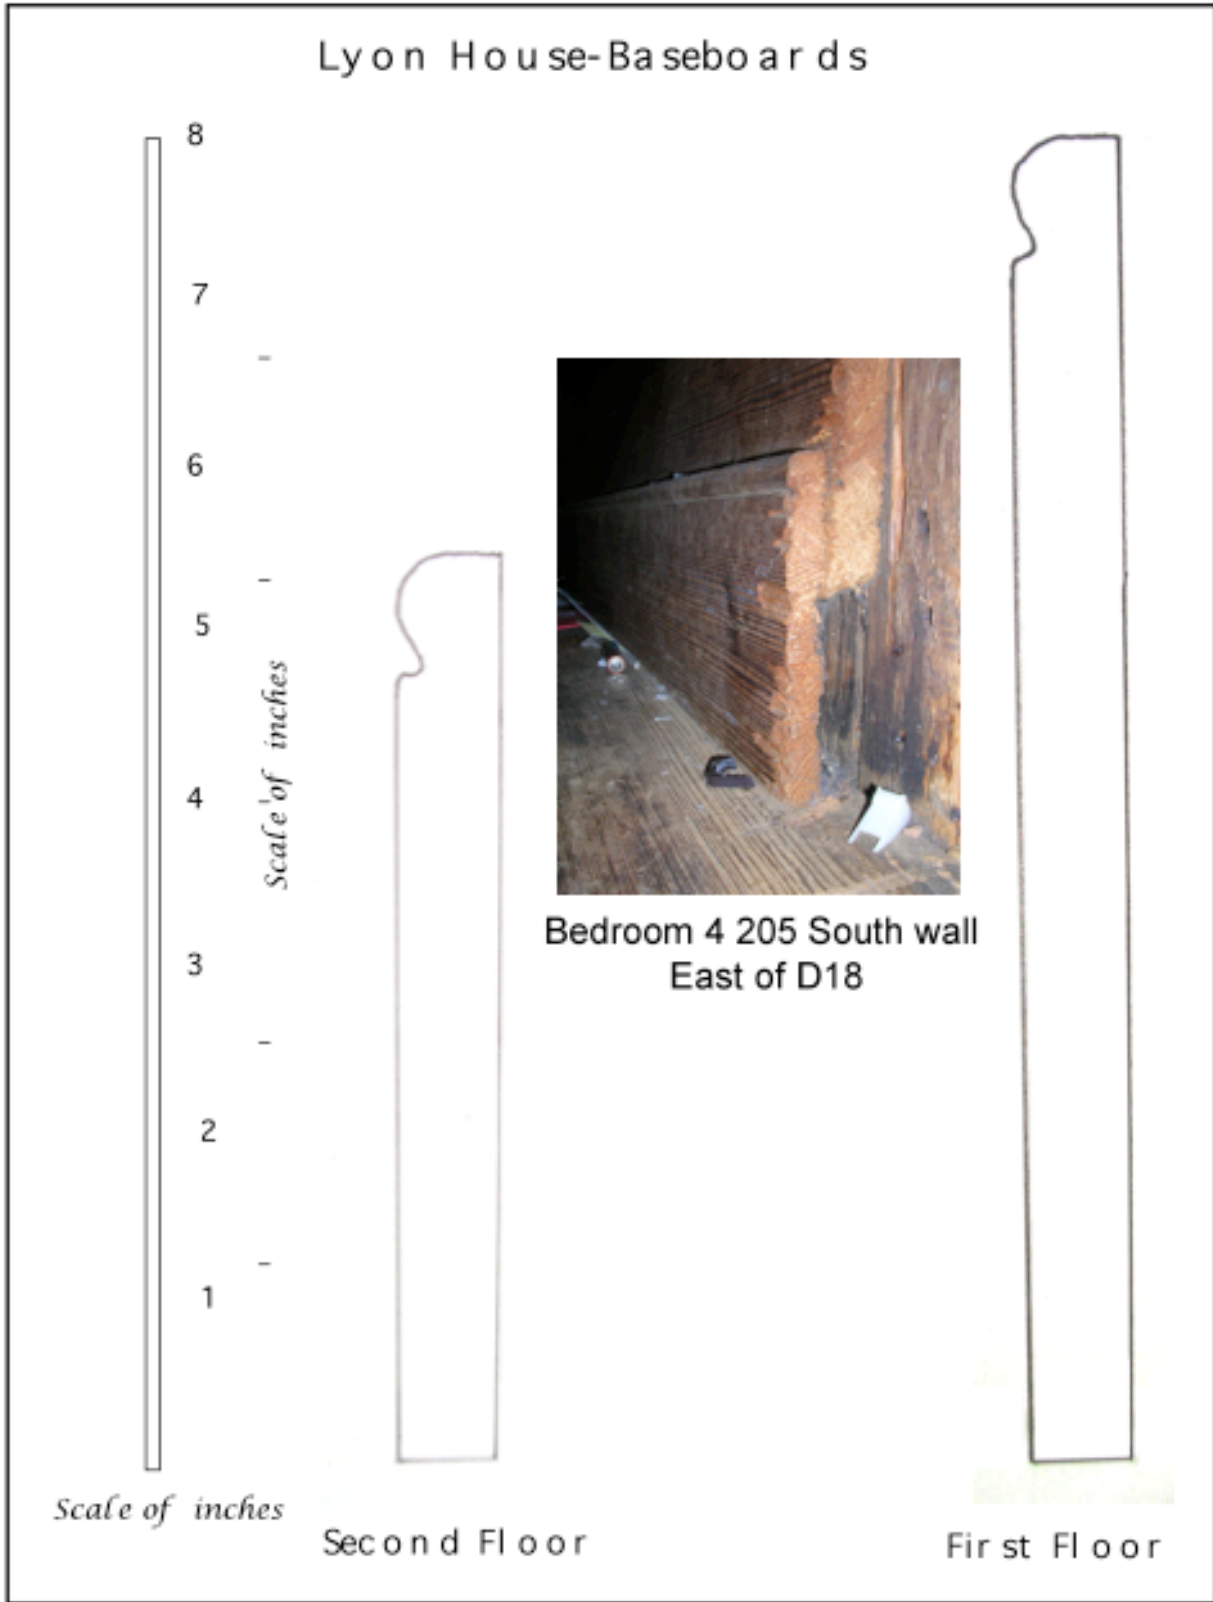 Lyon House-Baseboards
8
7
6
5
4
3
2
1
Scale of inches
Scale of inches
Bedroom 4 205 South wall
East of D18
Second Floor
First Floor